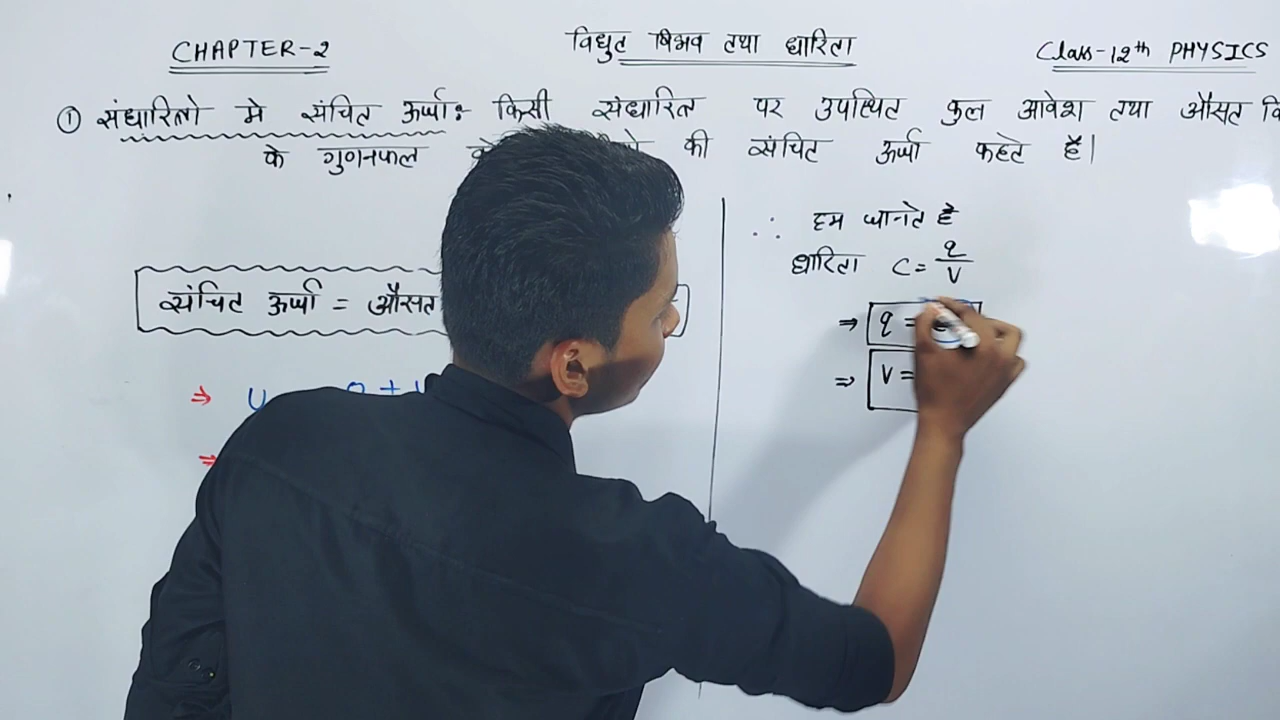 CHAPTER-2
विद्युत विभव तथा धारिता
Class-12th PHYSICS
① संधारितो मे संचित ऊर्जा: किसी संधारित पर उपस्थित कुल आवेश तथा औसत
के गुणनफल की संचित ऊर्जा कहते हैं।
संचित ऊर्जा = औसत
⇒ U
⇒
∴ हम जानते है
धारिता C = q/V
⇒ q =
⇒ V =